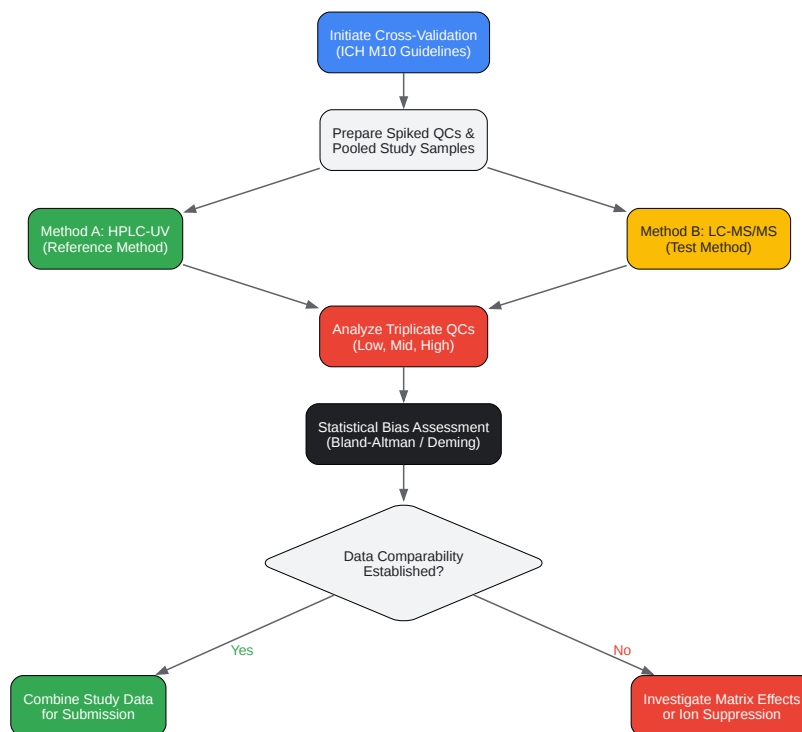 Initiate Cross-Validation
(ICH M10 Guidelines)
Prepare Spiked QCs &
Pooled Study Samples
Method A: HPLC-UV
(Reference Method)
Method B: LC-MS/MS
(Test Method)
Analyze Triplicate QCs
(Low, Mid, High)
Statistical Bias Assessment
(Bland-Altman / Deming)
Data Comparability
Established?
Yes
No
Combine Study Data
for Submission
Investigate Matrix Effects
or Ion Suppression